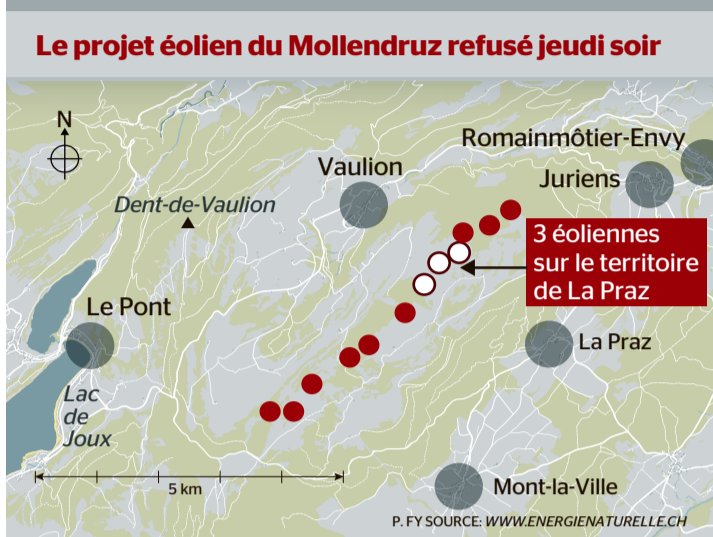 Le projet éolien du Mollendruz refusé jeudi soir
N
Romainmôtier-Envy
Vaulion
Juriens
Dent-de-Vaulion
3 éoliennes
sur le territoire
de La Praz
Le Pont
La Praz
Lac
de
Joux
5 km
Mont-la-Ville
P. FY SOURCE: WWW.ENERGIENATURELLE.CH